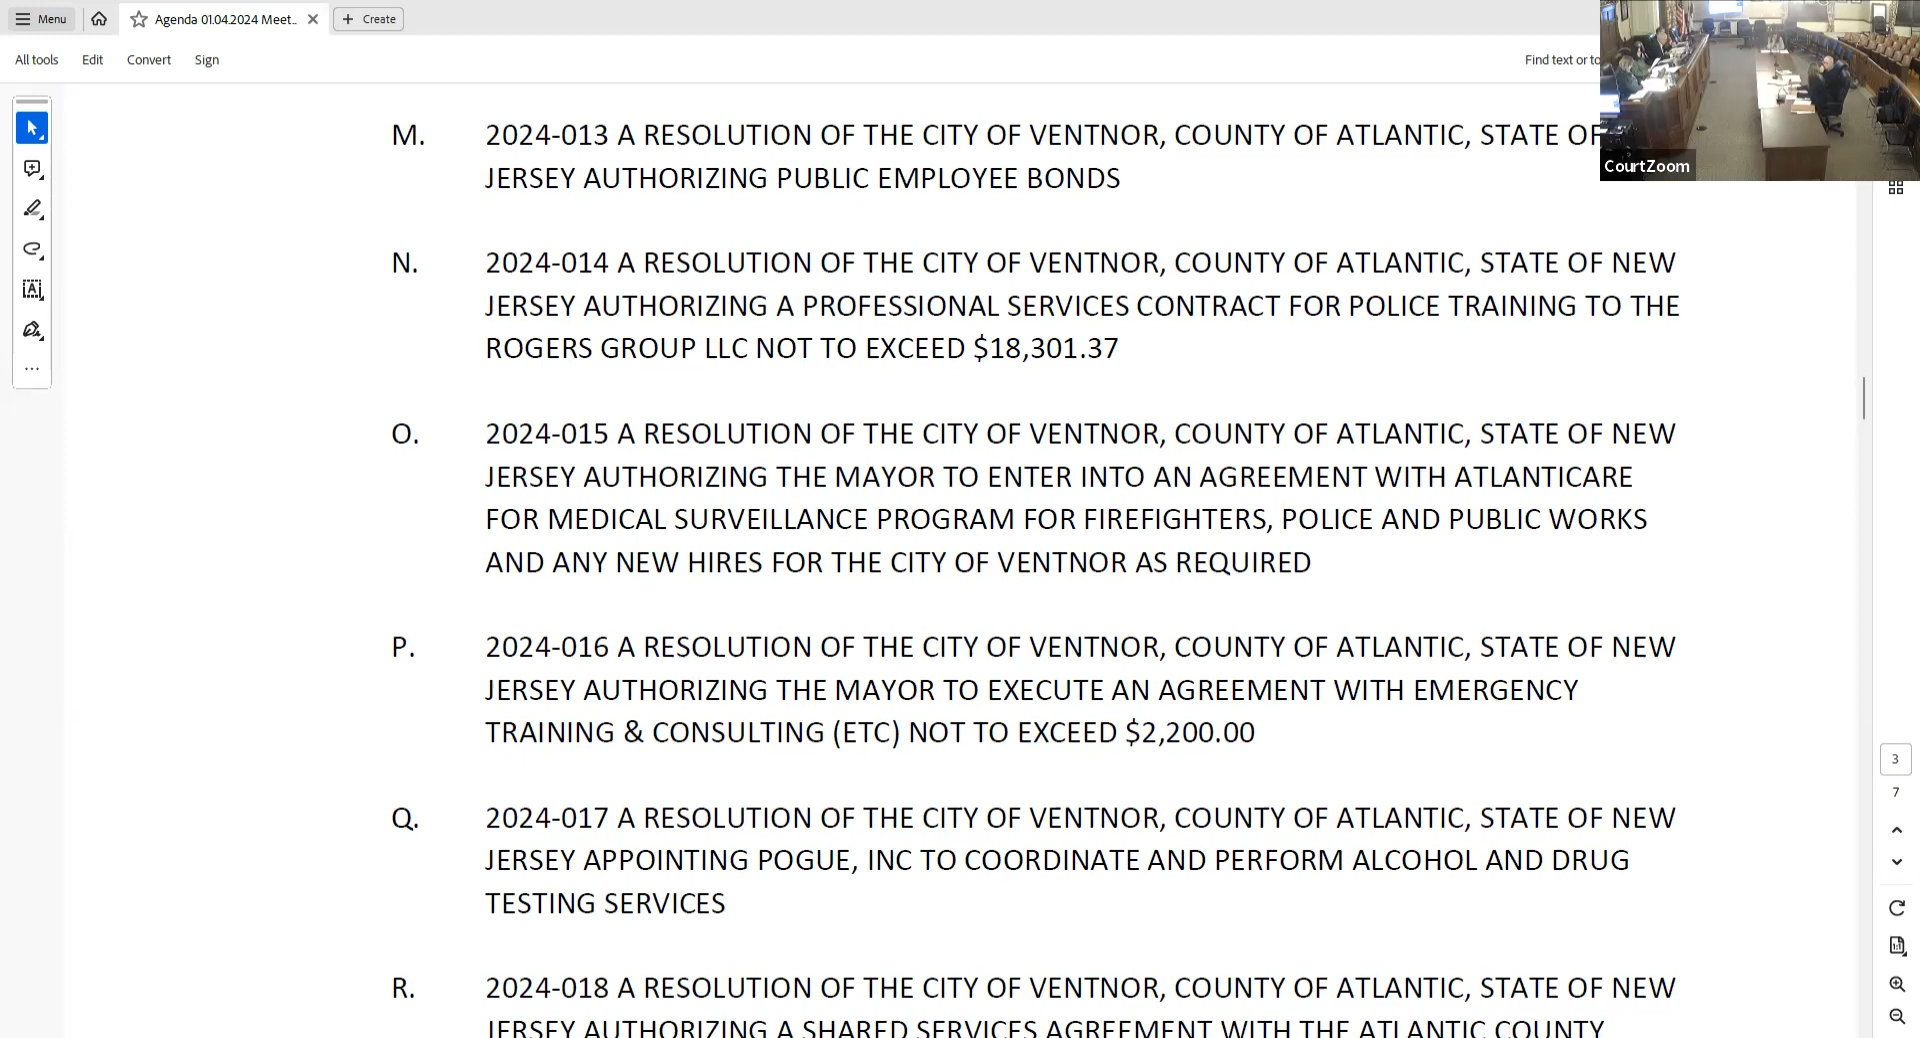 Menu
Agenda 01.04.2024 Meet..
Create
All tools
Edit
Convert
Sign
Find text or to
CourtZoom
M. 2024-013 A RESOLUTION OF THE CITY OF VENTNOR, COUNTY OF ATLANTIC, STATE OF
JERSEY AUTHORIZING PUBLIC EMPLOYEE BONDS
N. 2024-014 A RESOLUTION OF THE CITY OF VENTNOR, COUNTY OF ATLANTIC, STATE OF NEW
JERSEY AUTHORIZING A PROFESSIONAL SERVICES CONTRACT FOR POLICE TRAINING TO THE
ROGERS GROUP LLC NOT TO EXCEED $18,301.37
O. 2024-015 A RESOLUTION OF THE CITY OF VENTNOR, COUNTY OF ATLANTIC, STATE OF NEW
JERSEY AUTHORIZING THE MAYOR TO ENTER INTO AN AGREEMENT WITH ATLANTICARE
FOR MEDICAL SURVEILLANCE PROGRAM FOR FIREFIGHTERS, POLICE AND PUBLIC WORKS
AND ANY NEW HIRES FOR THE CITY OF VENTNOR AS REQUIRED
P. 2024-016 A RESOLUTION OF THE CITY OF VENTNOR, COUNTY OF ATLANTIC, STATE OF NEW
JERSEY AUTHORIZING THE MAYOR TO EXECUTE AN AGREEMENT WITH EMERGENCY
TRAINING & CONSULTING (ETC) NOT TO EXCEED $2,200.00
Q. 2024-017 A RESOLUTION OF THE CITY OF VENTNOR, COUNTY OF ATLANTIC, STATE OF NEW
JERSEY APPOINTING POGUE, INC TO COORDINATE AND PERFORM ALCOHOL AND DRUG
TESTING SERVICES
R. 2024-018 A RESOLUTION OF THE CITY OF VENTNOR, COUNTY OF ATLANTIC, STATE OF NEW
JERSEY AUTHORIZING A SHARED SERVICES AGREEMENT WITH THE ATLANTIC COUNTY
3
7